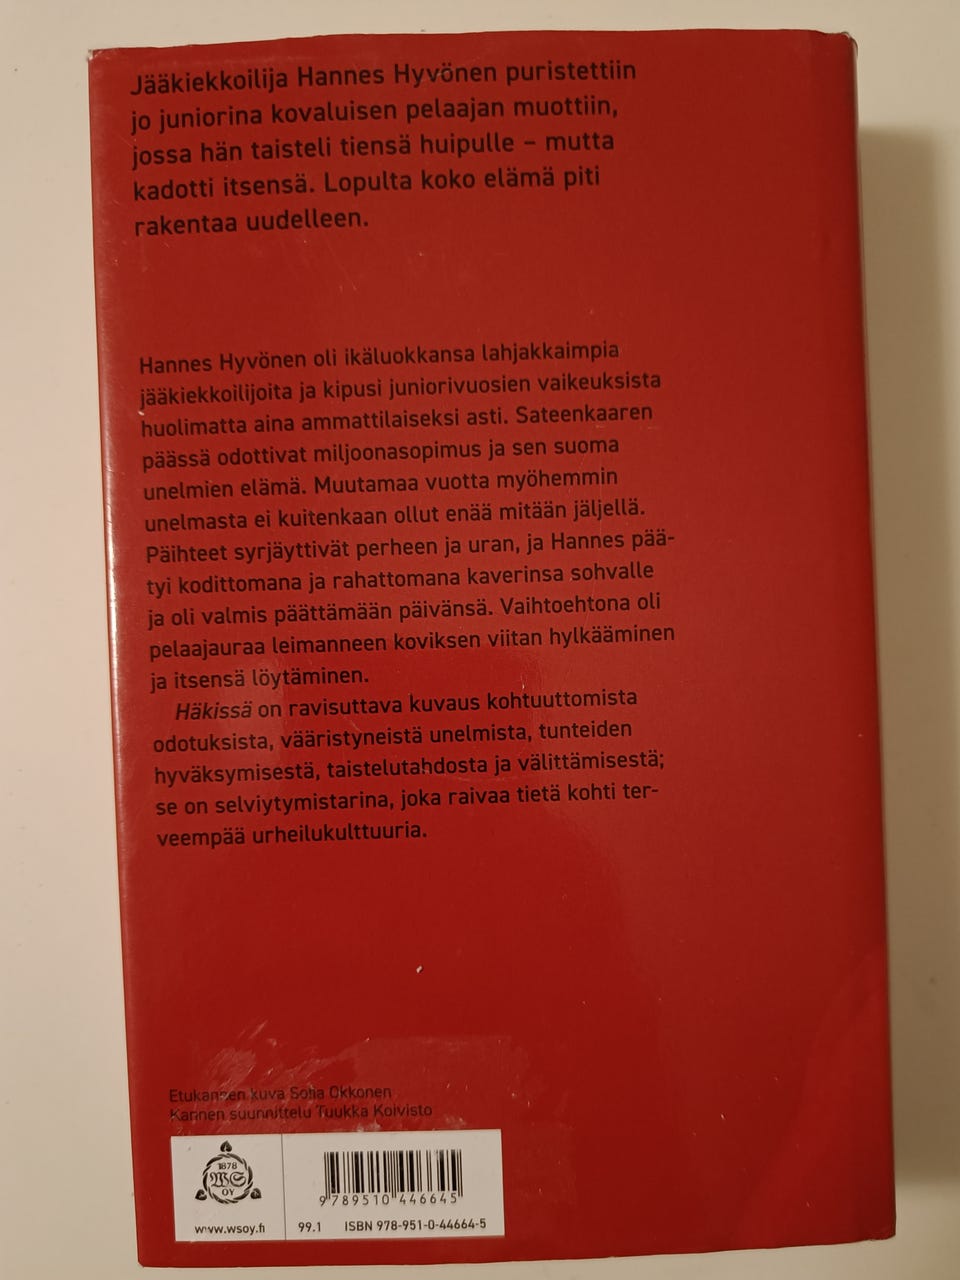 Jääkiekkoilija Hannes Hyvönen puristettiin
jo juniorina kovaluisen pelaajan muottiin,
jossa hän taisteli tiensä huipulle – mutta
kadotti itsensä. Lopulta koko elämä piti
rakentaa uudelleen.
Hannes Hyvönen oli ikäluokkansa lahjakkaimpia
jääkiekkoilijoita ja kipusi juniorivuosien vaikeuksista
huolimatta aina ammattilaiseksi asti. Sateenkaaren
päässä odottivat miljoonasopimus ja sen suoma
unelmien elämä. Muutamaa vuotta myöhemmin
unelmasta ei kuitenkaan ollut enää mitään jäljellä.
Päihteet syrjäyttivät perheen ja uran, ja Hannes pää-
tyi kodittomana ja rahattomana kaverinsa sohvalle
ja oli valmis päättämään päivänsä. Vaihtoehtona oli
pelaajauraa leimanneen koviksen viitan hylkääminen
ja itsensä löytäminen.
Häkissä on ravisuttava kuvaus kohtuuttomista
odotuksista, vääristyneistä unelmista, tunteiden
hyväksymisestä, taistelutahdosta ja välittämisestä;
se on selviytymistarina, joka raivaa tietä kohti ter-
veempää urheilukulttuuria.
Etukannen kuva Sofia Okkonen
Kannen suunnittelu Tuukka Koivisto
1878
WS
OY
9 789510 446645
www.wsoy.fi 99.1 ISBN 978-951-0-44664-5